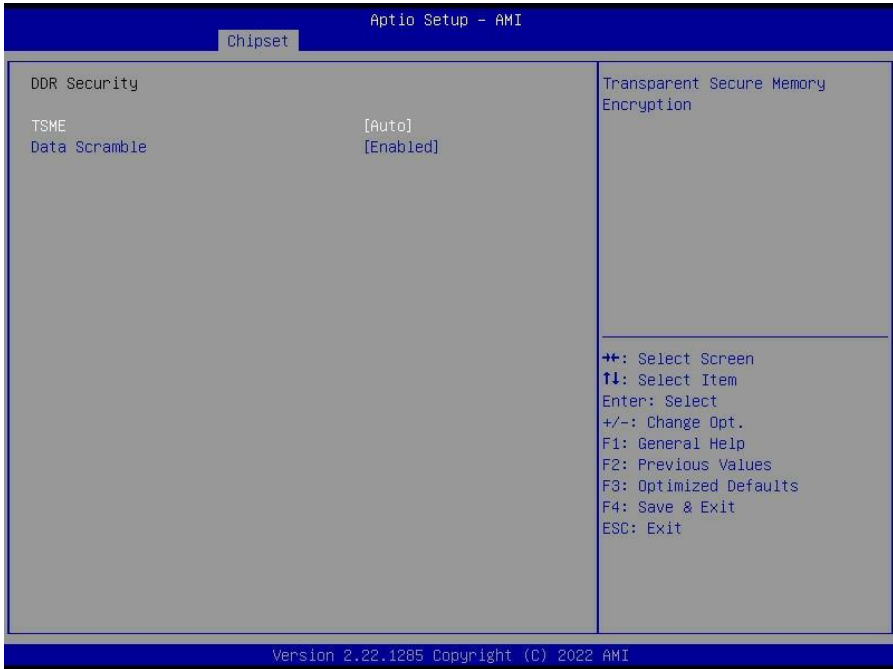 Aptio Setup – AMI
Chipset
DDR Security
TSME [Auto]
Data Scramble [Enabled]
Transparent Secure Memory
Encryption
→←: Select Screen
↑↓: Select Item
Enter: Select
+/-: Change Opt.
F1: General Help
F2: Previous Values
F3: Optimized Defaults
F4: Save & Exit
ESC: Exit
Version 2.22.1285 Copyright (C) 2022 AMI